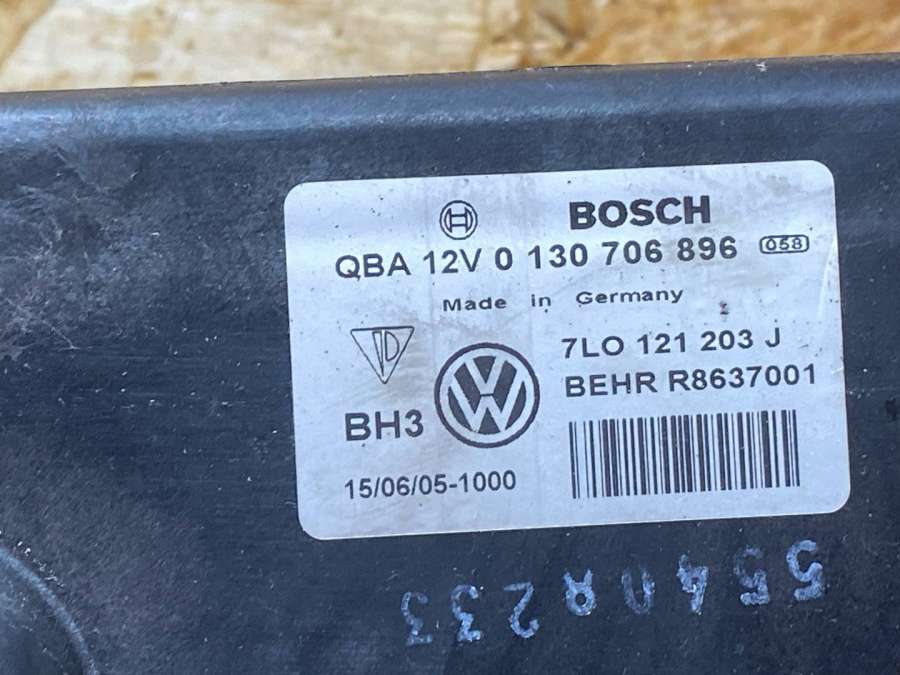 BOSCH
QBA 12V 0 130 706 896 058
Made in Germany
7LO 121 203 J
BEHR R8637001
BH3
15/06/05-1000